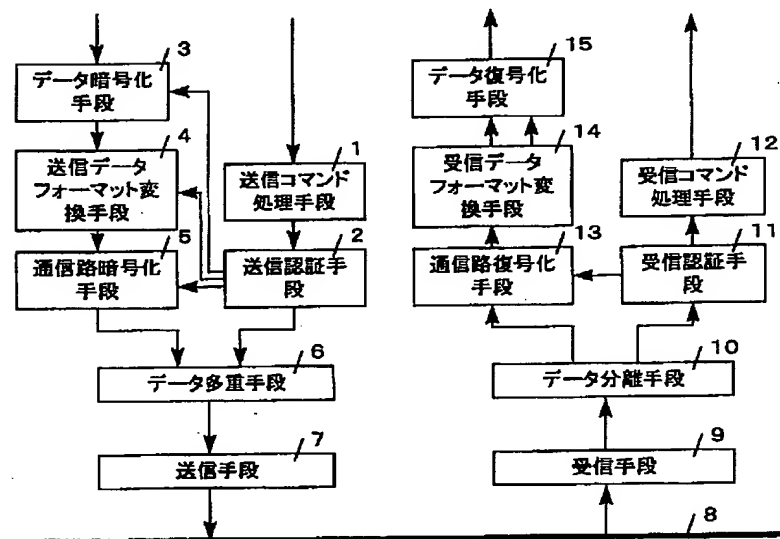 3
データ暗号化
手段
4
送信データ
フォーマット変
換手段
5
通信路暗号化
手段
1
送信コマンド
処理手段
2
送信認証手
段
6
データ多重手段
7
送信手段
15
データ復号化
手段
14
受信データ
フォーマット変
換手段
13
通信路復号化
手段
12
受信コマンド
処理手段
11
受信認証手
段
10
データ分離手段
9
受信手段
8